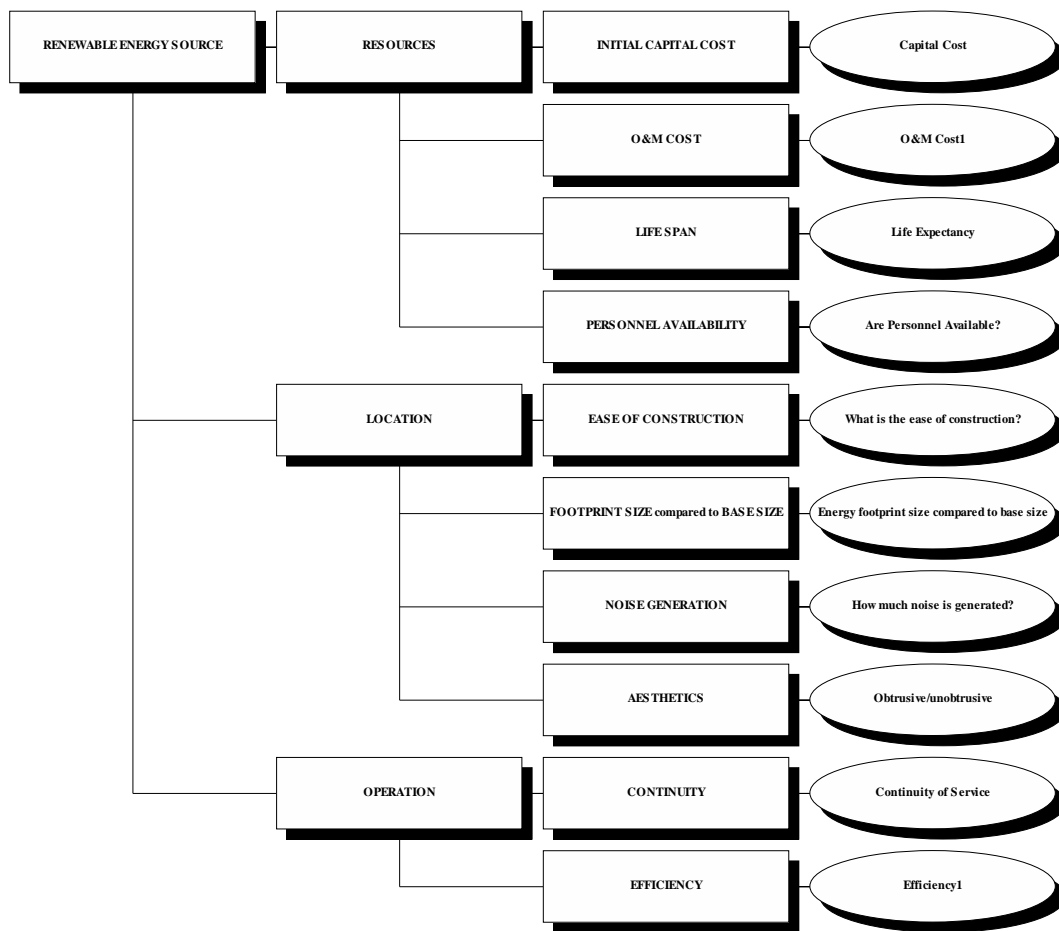 RENEWABLE ENERGY SOURCE
RESOURCES
INITIAL CAPITAL COST
Capital Cost
O&M COST
O&M Cost1
LIFE SPAN
Life Expectancy
PERSONNEL AVAILABILITY
Are Personnel Available?
LOCATION
EASE OF CONSTRUCTION
What is the ease of construction?
FOOTPRINT SIZE compared to BASE SIZE
Energy footprint size compared to base size
NOISE GENERATION
How much noise is generated?
AESTHETICS
Obtrusive/unobtrusive
OPERATION
CONTINUITY
Continuity of Service
EFFICIENCY
Efficiency1